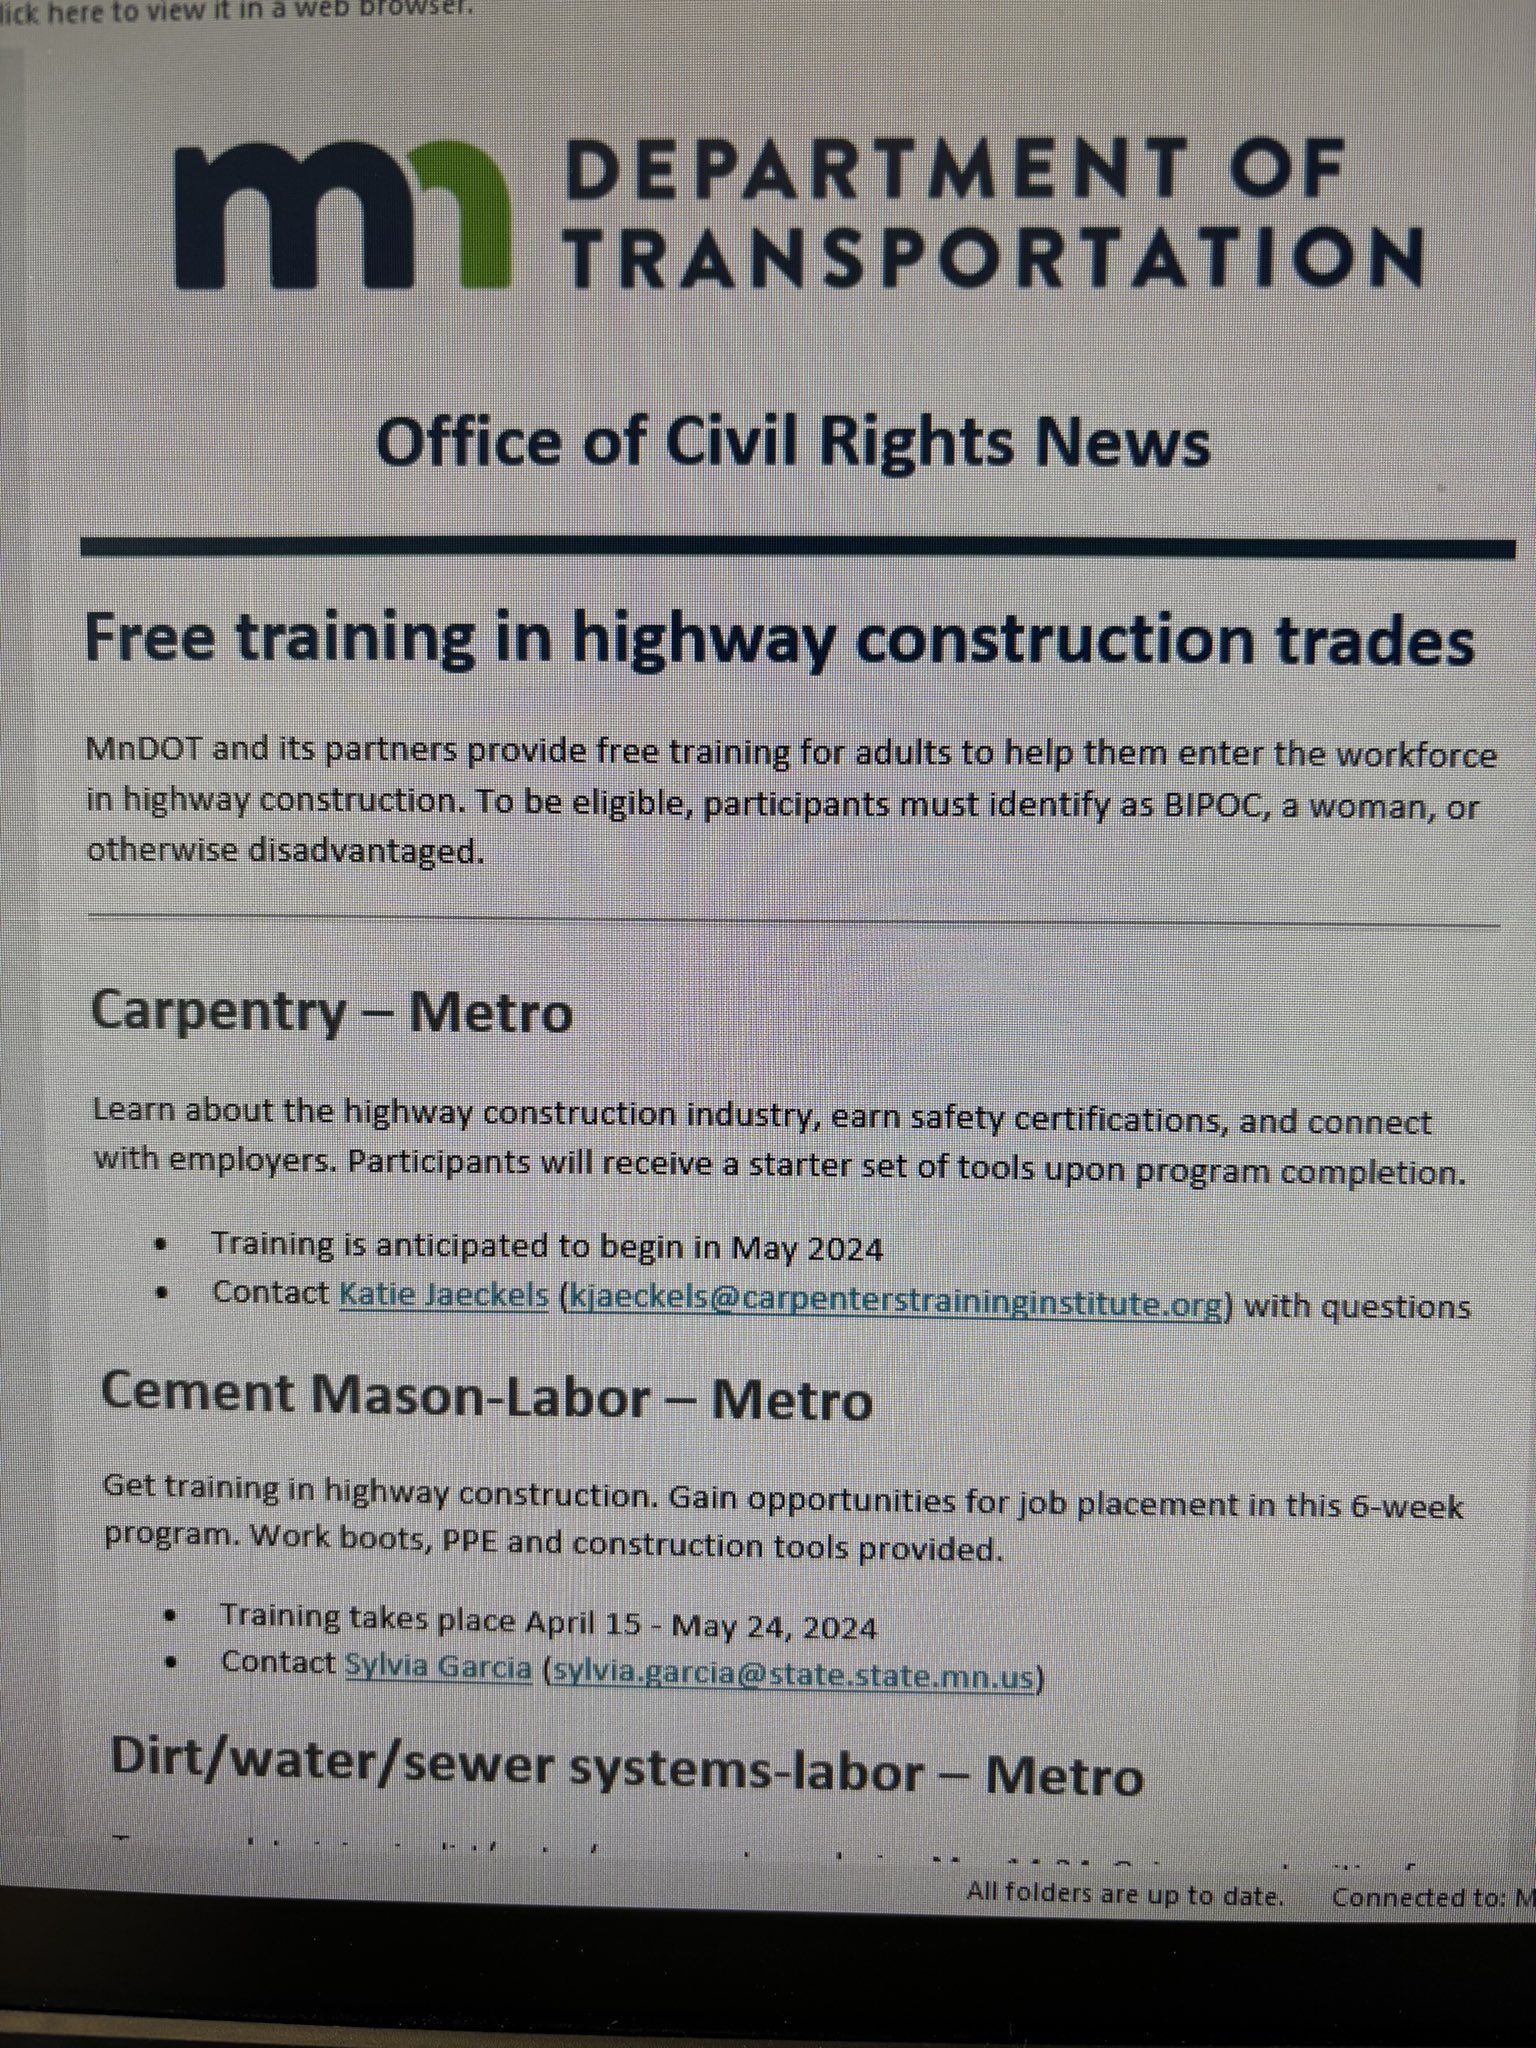 lick here to view it in a web browser.
mn DEPARTMENT OF
TRANSPORTATION
Office of Civil Rights News
Free training in highway construction trades
MnDOT and its partners provide free training for adults to help them enter the workforce
in highway construction. To be eligible, participants must identify as BIPOC, a woman, or
otherwise disadvantaged.
Carpentry – Metro
Learn about the highway construction industry, earn safety certifications, and connect
with employers. Participants will receive a starter set of tools upon program completion.
• Training is anticipated to begin in May 2024
• Contact Katie Jaeckels (kjaeckels@carpenterstraininginstitute.org) with questions
Cement Mason-Labor – Metro
Get training in highway construction. Gain opportunities for job placement in this 6-week
program. Work boots, PPE and construction tools provided.
• Training takes place April 15 - May 24, 2024
• Contact Sylvia Garcia (sylvia.garcia@state.state.mn.us)
Dirt/water/sewer systems-labor – Metro
All folders are up to date. Connected to: M